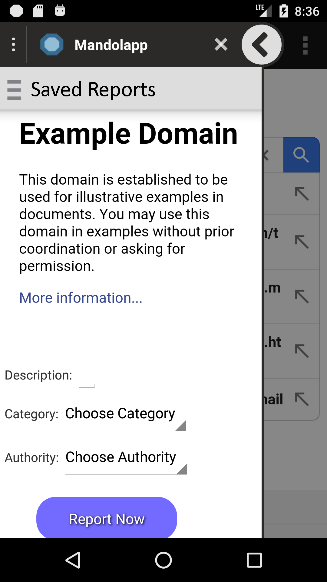 LTE 8:36
Mandolapp
Saved Reports
Example Domain
This domain is established to be
used for illustrative examples in
documents. You may use this
domain in examples without prior
coordination or asking for
permission.
More information...
Description:
Category: Choose Category
Authority: Choose Authority
Report Now
/t
.m
.ht
ail